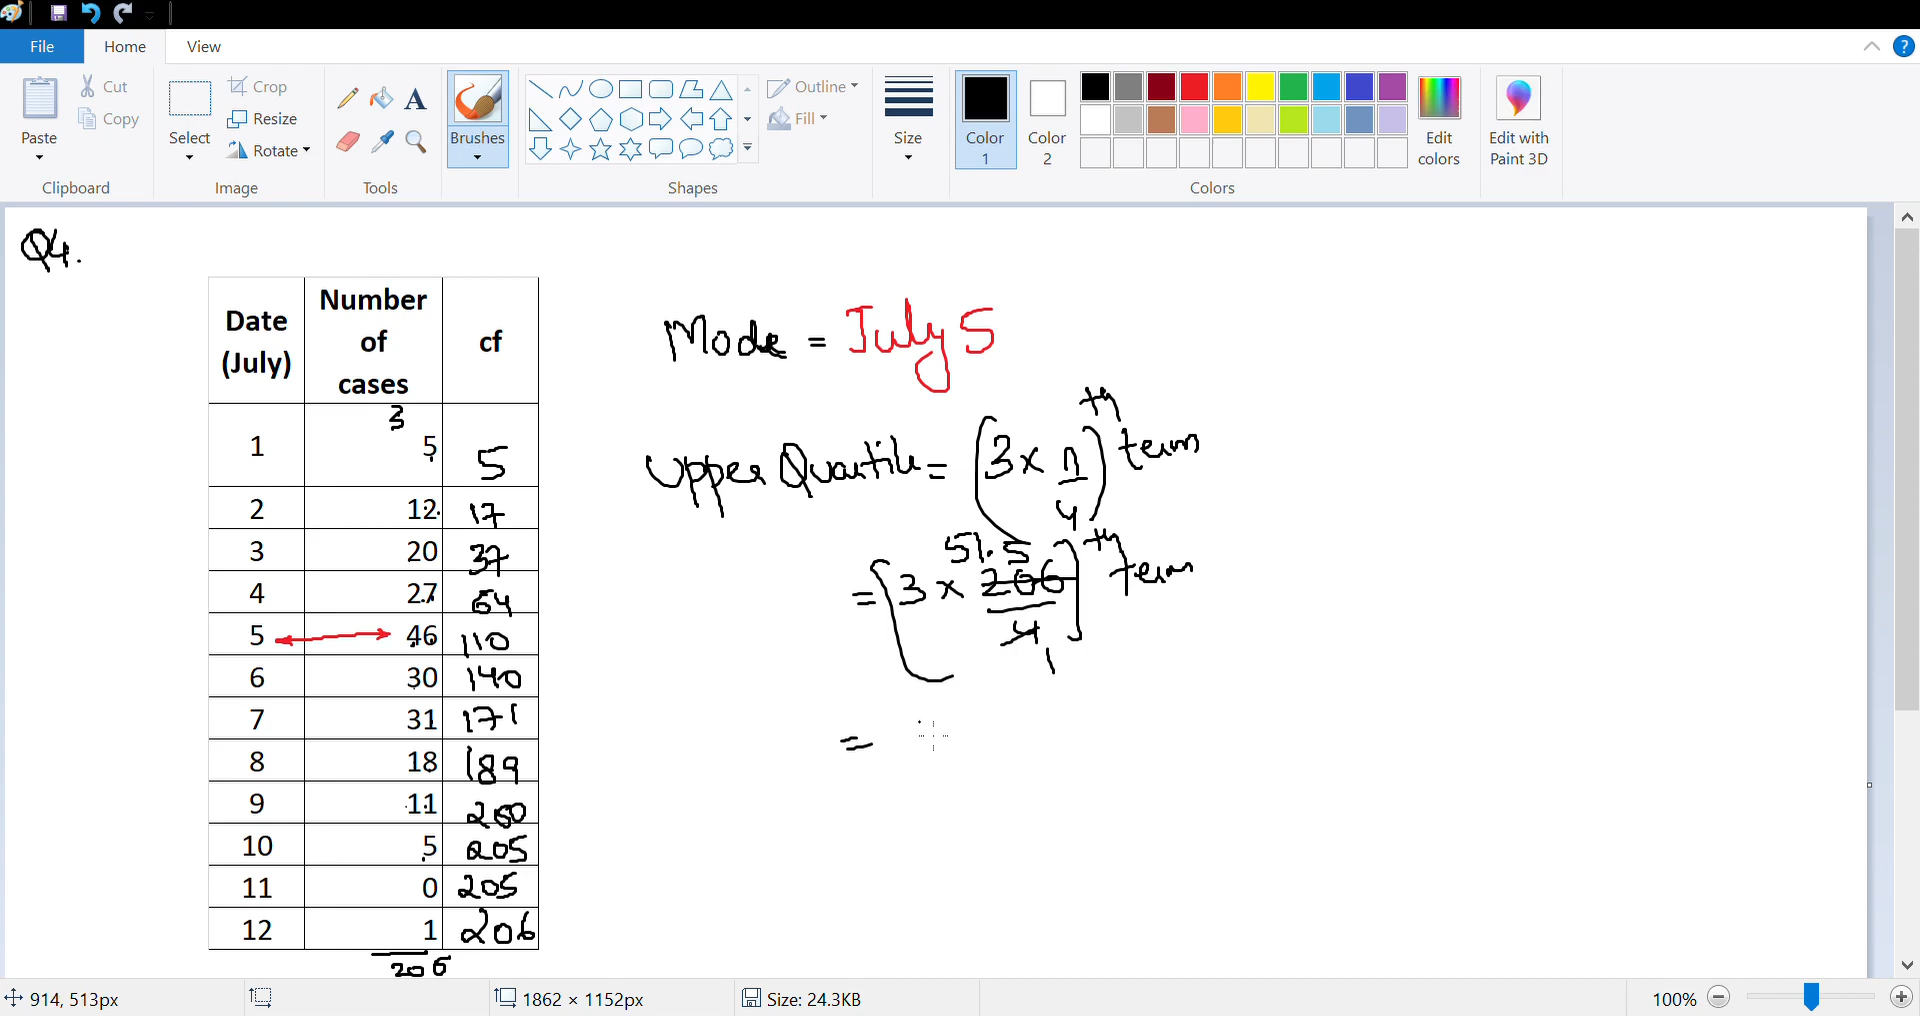 File Home View
Paste
Cut
Copy
Clipboard
Select
Crop
Resize
Rotate
Image
Tools
Brushes
Shapes
Outline
Fill
Size
Color 1
Color 2
Colors
Edit colors
Edit with Paint 3D
Q4.
Date (July) Number of cases cf
3
1 5 5
2 12 17
3 20 37
4 27 64
5 46 110
6 30 140
7 31 171
8 18 189
9 11 200
10 5 205
11 0 205
12 1 206
206
Mode = July 5
Upper Quartile = (3 × n/4)th term
51.5
= [3 × 206/4]th term
1
=
914, 513px 1862 × 1152px Size: 24.3KB 100%